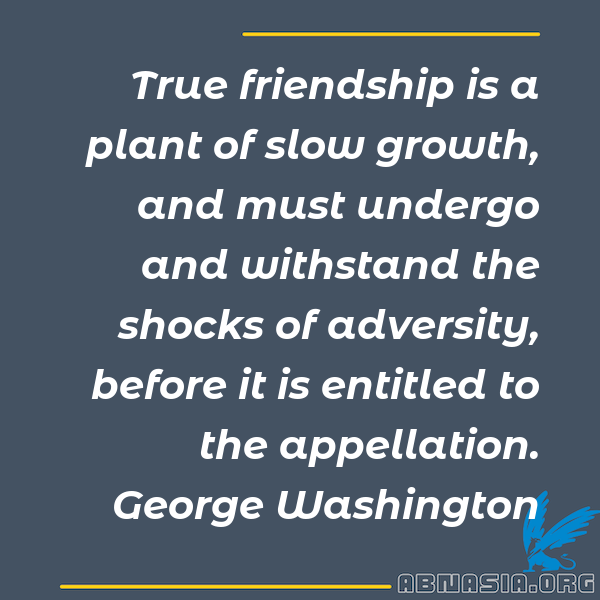 True friendship is a
plant of slow growth,
and must undergo
and withstand the
shocks of adversity,
before it is entitled to
the appellation.
George Washington
ABNASIA.ORG